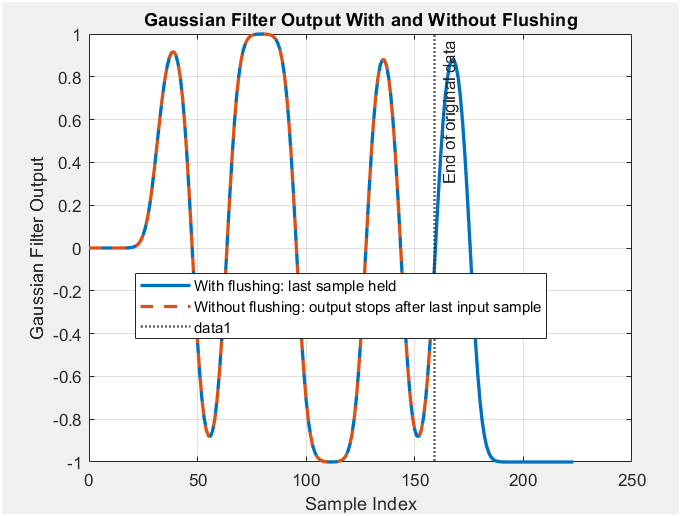 Gaussian Filter Output With and Without Flushing
Gaussian Filter Output
1
0.8
0.6
0.4
0.2
0
-0.2
-0.4
-0.6
-0.8
-1
End of original data
With flushing: last sample held
Without flushing: output stops after last input sample
data1
0
50
100
150
200
250
Sample Index